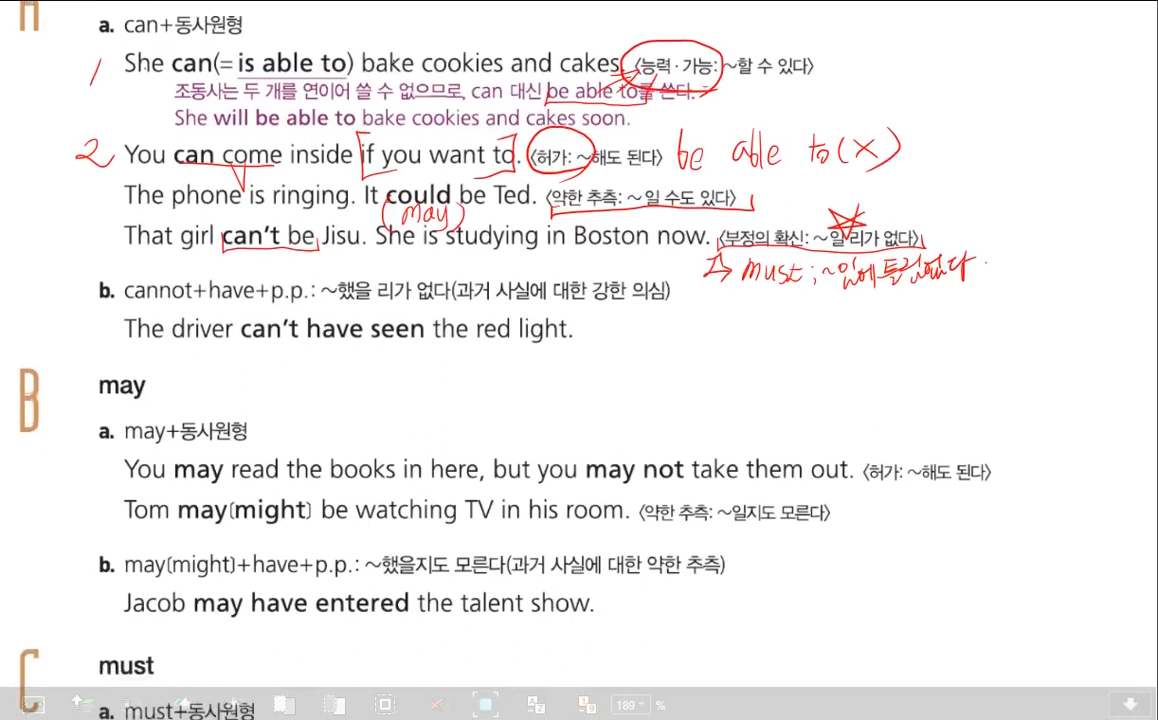 A
a. can+동사원형
1 She can(= is able to) bake cookies and cakes. 〈능력·가능: ~할 수 있다〉
조동사는 두 개를 연이어 쓸 수 없으므로, can 대신 be able to를 쓴다.
She will be able to bake cookies and cakes soon.
2 You can come inside if you want to. 〈허가: ~해도 된다〉 be able to (X)
The phone is ringing. It could be Ted. 〈약한 추측: ~일 수도 있다〉
(may)
That girl can't be Jisu. She is studying in Boston now. 〈부정의 확신: ~일 리가 없다〉
must ; ~임에 틀림없다
b. cannot+have+p.p.: ~했을 리가 없다(과거 사실에 대한 강한 의심)
The driver can't have seen the red light.
B
may
a. may+동사원형
You may read the books in here, but you may not take them out. 〈허가: ~해도 된다〉
Tom may(might) be watching TV in his room. 〈약한 추측: ~일지도 모른다〉
b. may(might)+have+p.p.: ~했을지도 모른다(과거 사실에 대한 약한 추측)
Jacob may have entered the talent show.
C
must
a. must+동사원형
189 %